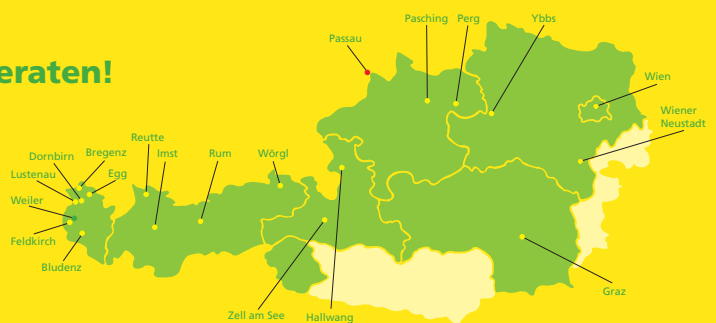 eraten!
Passau
Pasching
Perg
Ybbs
Wien
Wiener
Neustadt
Reutte
Dornbirn
Bregenz
Imst
Rum
Wörgl
Lustenau
Egg
Weiler
Feldkirch
Bludenz
Zell am See
Hallwang
Graz